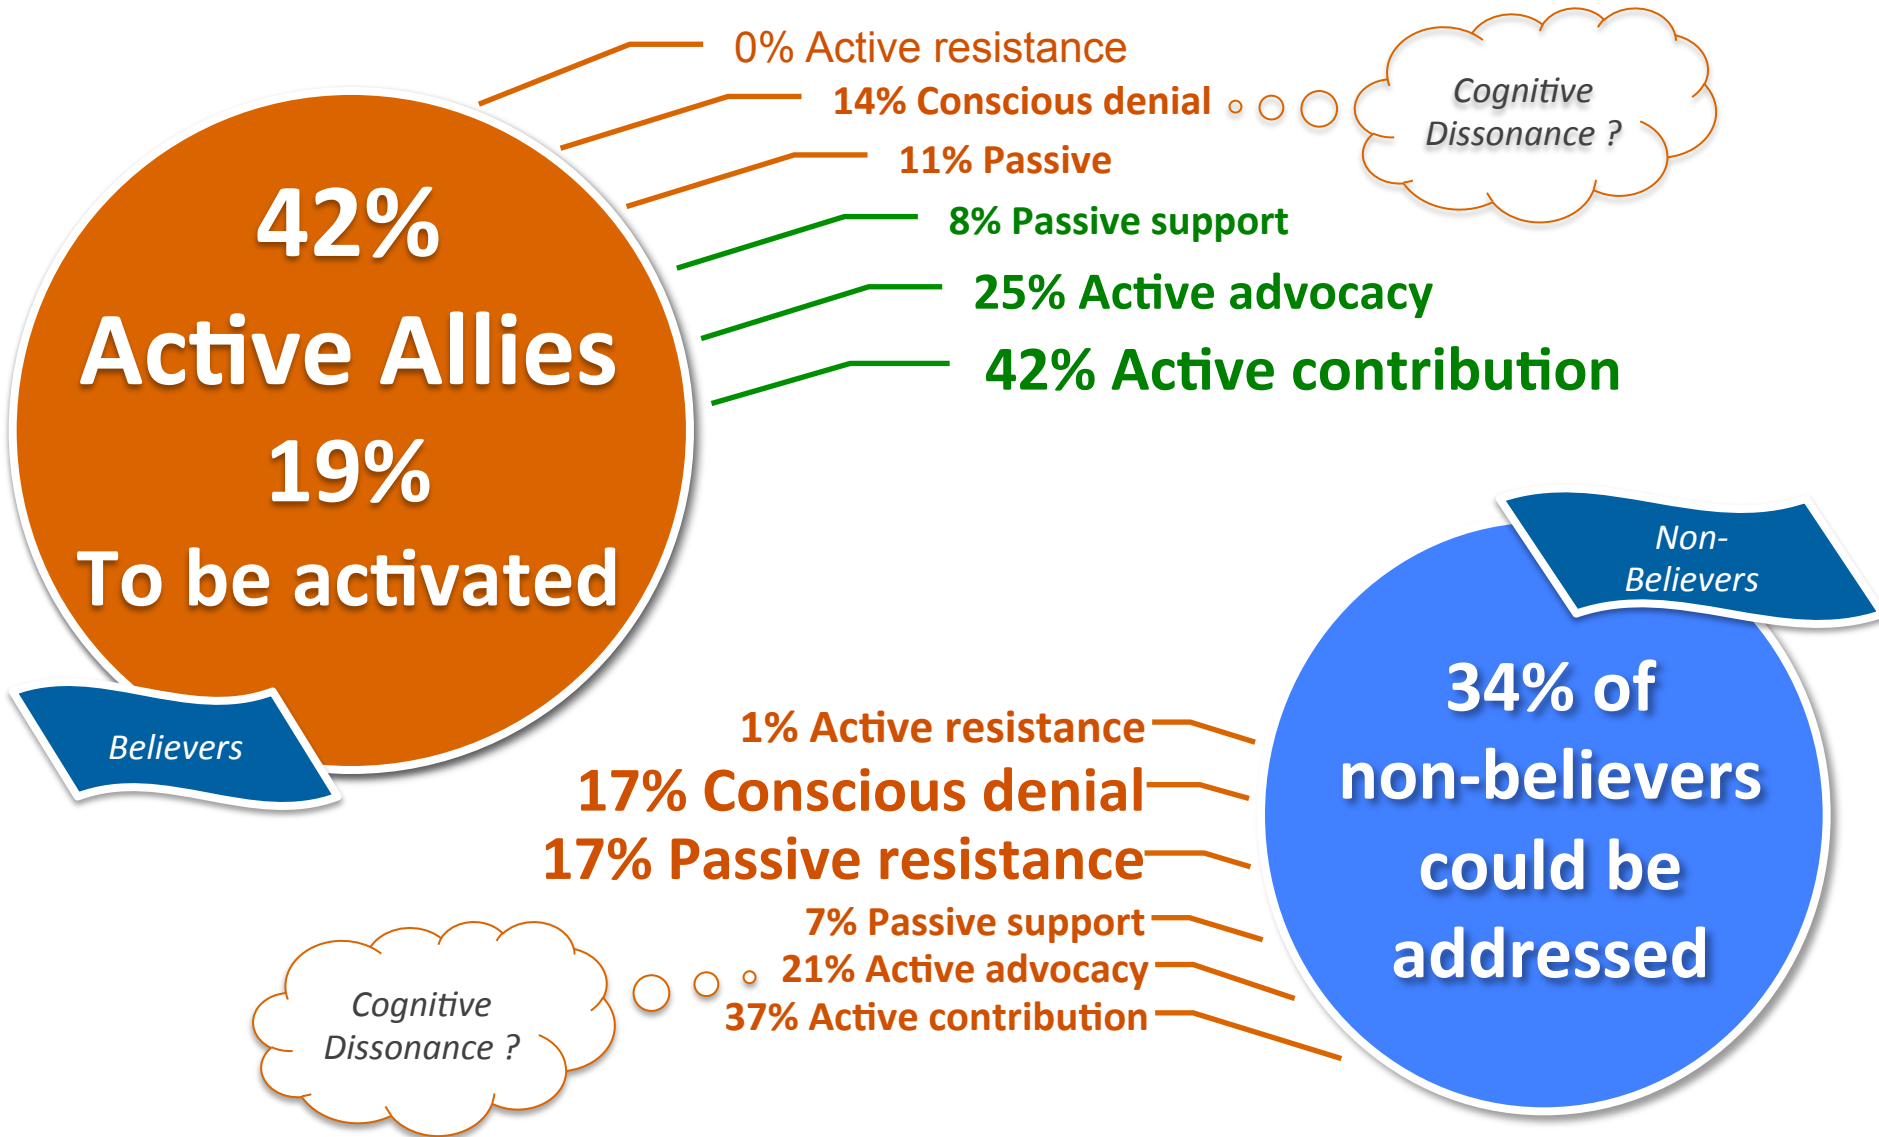 0% Active resistance
14% Conscious denial
11% Passive
8% Passive support
25% Active advocacy
42% Active contribution
Cognitive
Dissonance ?
42%
Active Allies
19%
To be activated
Believers
Non-
Believers
34% of
non-believers
could be
addressed
1% Active resistance
17% Conscious denial
17% Passive resistance
7% Passive support
21% Active advocacy
37% Active contribution
Cognitive
Dissonance ?